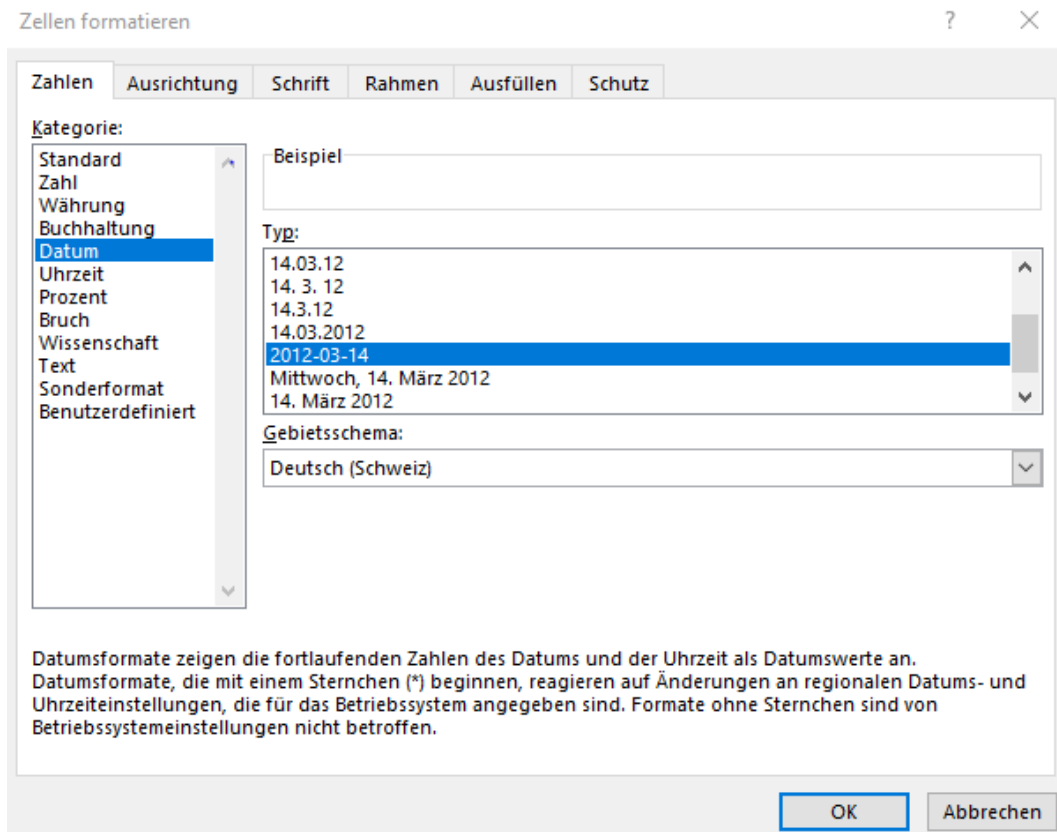 Zellen formatieren
?
Zahlen Ausrichtung Schrift Rahmen Ausfüllen Schutz
Kategorie:
Standard
Zahl
Währung
Buchhaltung
Datum
Uhrzeit
Prozent
Bruch
Wissenschaft
Text
Sonderformat
Benutzerdefiniert
Beispiel
Typ:
14.03.12
14. 3. 12
14.3.12
14.03.2012
2012-03-14
Mittwoch, 14. März 2012
14. März 2012
Gebietsschema:
Deutsch (Schweiz)
Datumsformate zeigen die fortlaufenden Zahlen des Datums und der Uhrzeit als Datumswerte an.
Datumsformate, die mit einem Sternchen (*) beginnen, reagieren auf Änderungen an regionalen Datums- und
Uhrzeiteinstellungen, die für das Betriebssystem angegeben sind. Formate ohne Sternchen sind von
Betriebssystemeinstellungen nicht betroffen.
OK Abbrechen